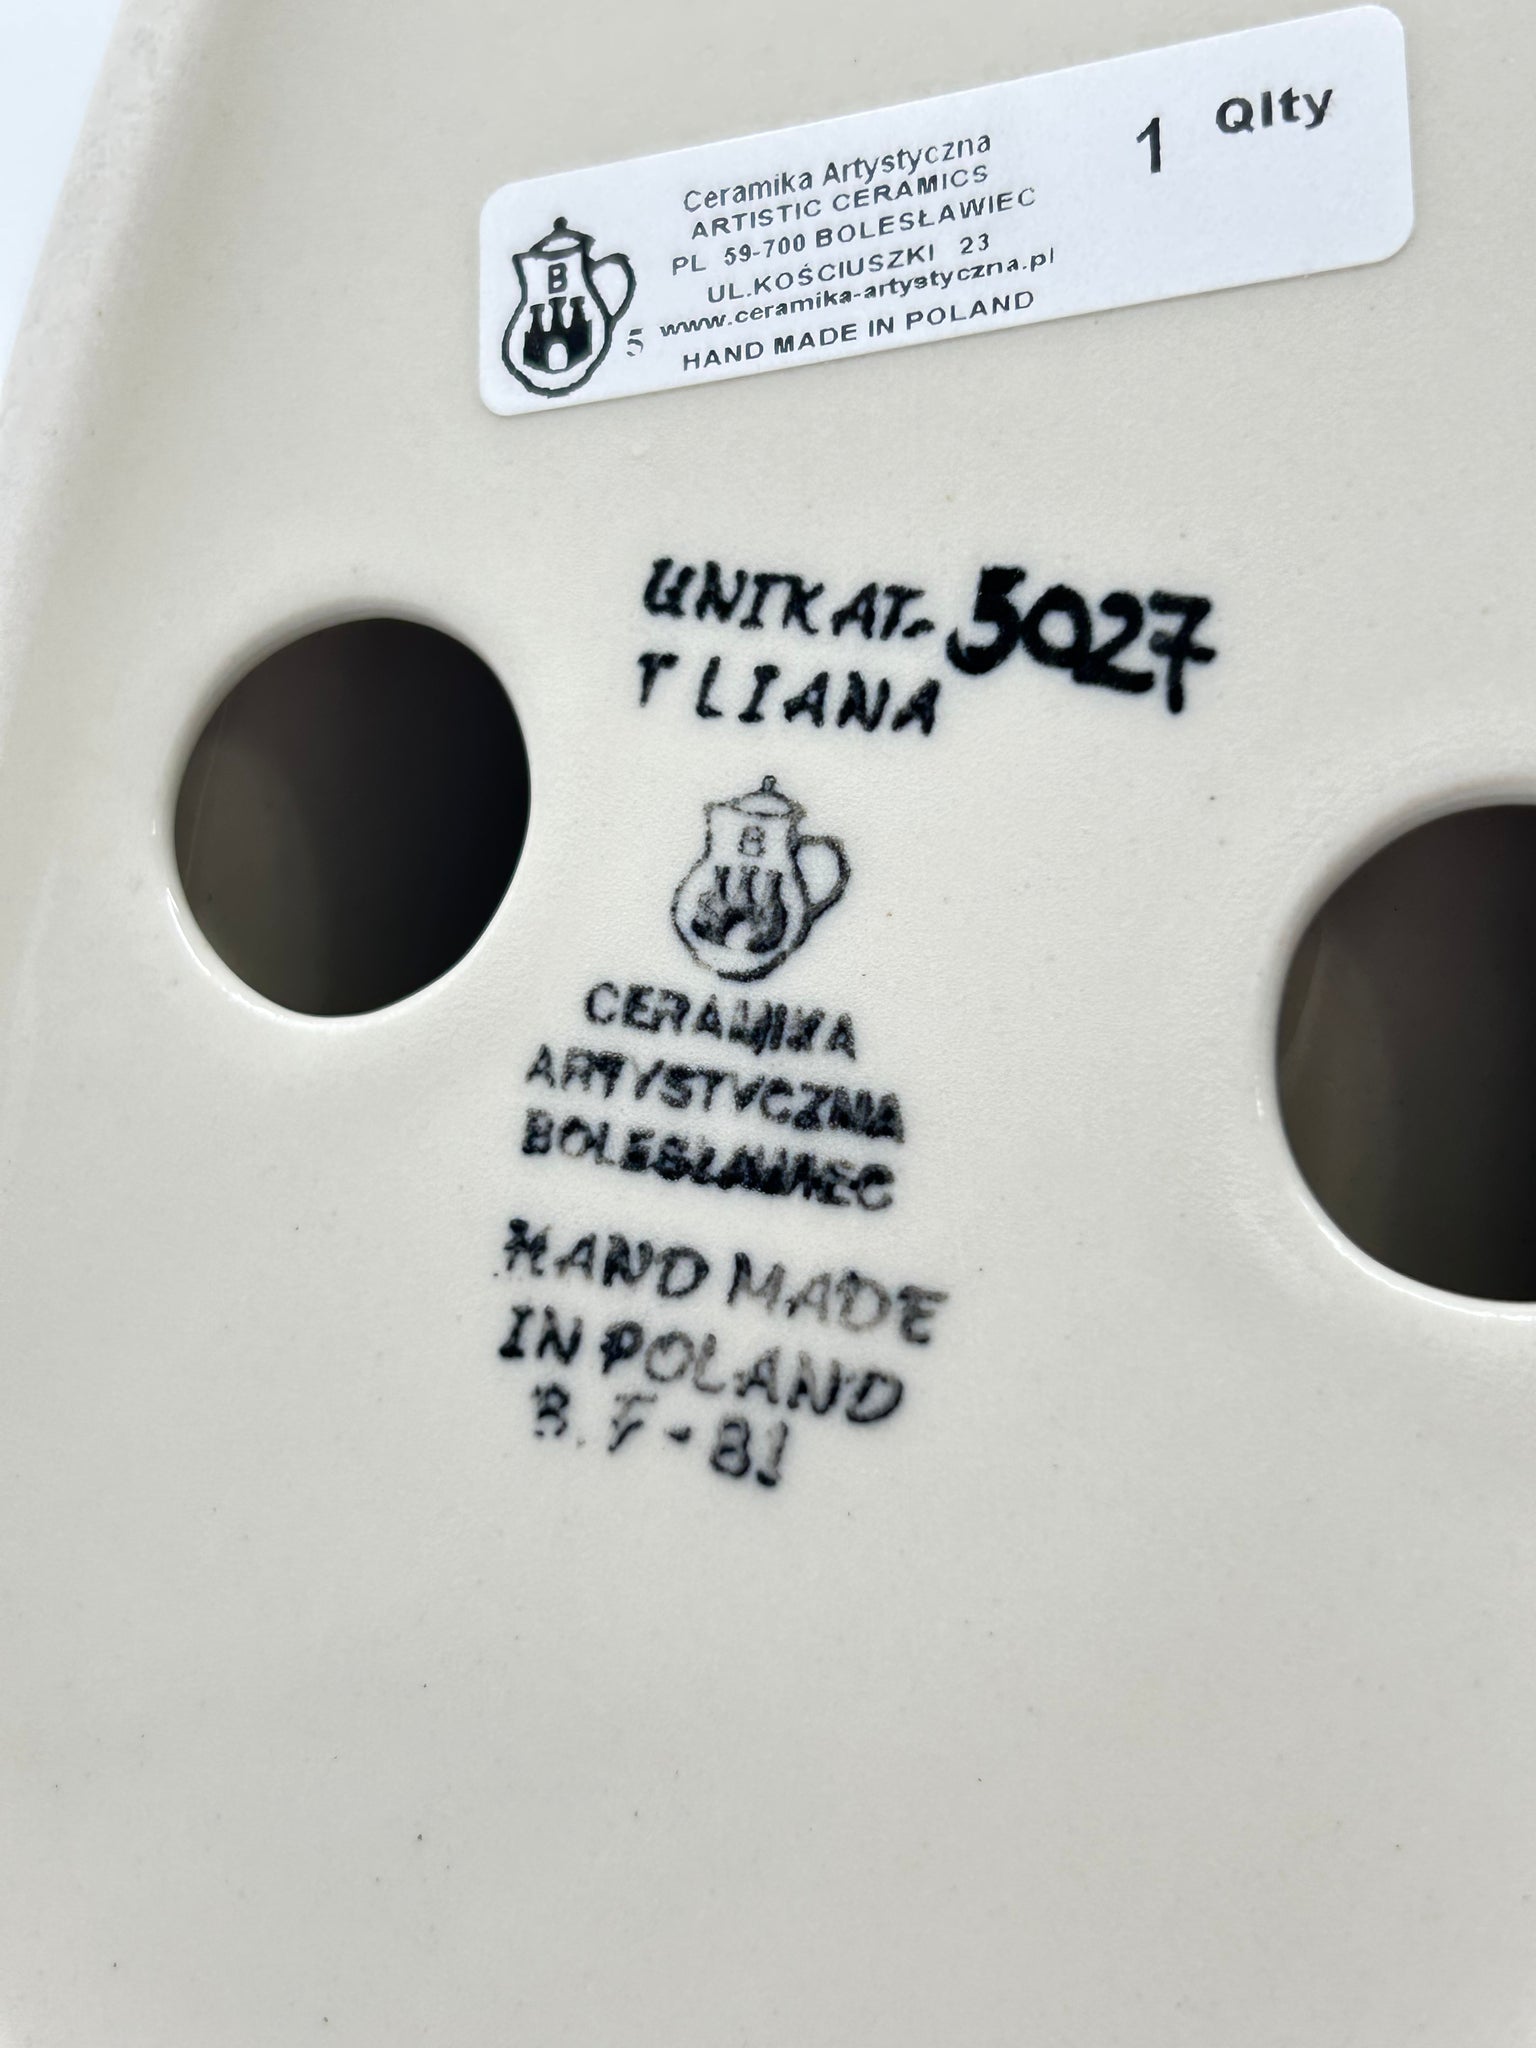 Ceramika Artystyczna
ARTISTIC CERAMICS
PL 59-700 BOLESŁAWIEC
UL.KOŚCIUSZKI 23
www.ceramika-artystyczna.pl
HAND MADE IN POLAND
B
5
1 Qlty
UNIKAT- 5027
T LIANA
B
CERAMIKA
ARTYSTYCZNA
BOLESŁAWIEC
HAND MADE
IN POLAND